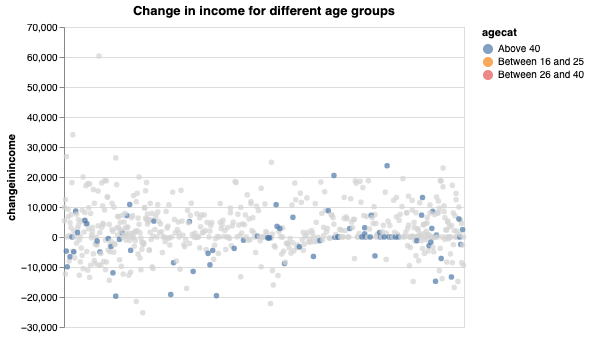 Change in income for different age groups
70,000
60,000
50,000
40,000
30,000
20,000
10,000
0
−10,000
−20,000
−30,000
changeinincome
agecat
Above 40
Between 16 and 25
Between 26 and 40